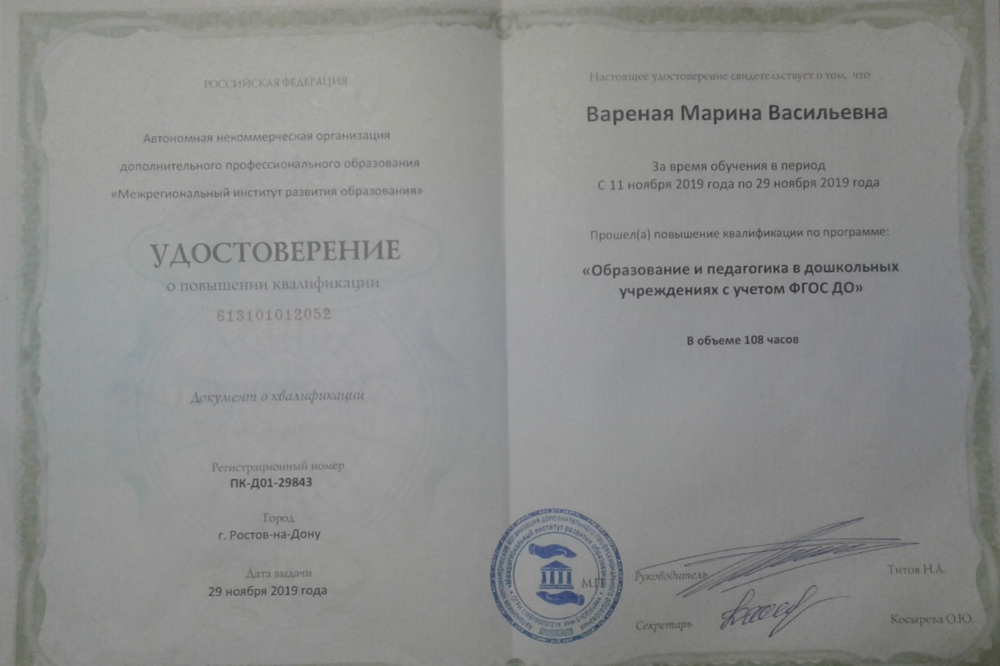 РОССИЙСКАЯ ФЕДЕРАЦИЯ
Автономная некоммерческая организация
дополнительного профессионального образования
«Межрегиональный институт развития образования»
УДОСТОВЕРЕНИЕ
о повышении квалификации
613101012052
Документ о квалификации
Регистрационный номер
ПК-Д01-29843
Город
г. Ростов-на-Дону
Дата выдачи
29 ноября 2019 года
Настоящее удостоверение свидетельствует о том, что
Вареная Марина Васильевна
За время обучения в период
С 11 ноября 2019 года по 29 ноября 2019 года
Прошел(а) повышение квалификации по программе:
«Образование и педагогика в дошкольных
учреждениях с учетом ФГОС ДО»
В объеме 108 часов
Автономная некоммерческая организация дополнительного профессионального образования
«Межрегиональный институт развития образования»
М.П.
Руководитель
Титов Н.А.
Секретарь
Косырева О.Ю.